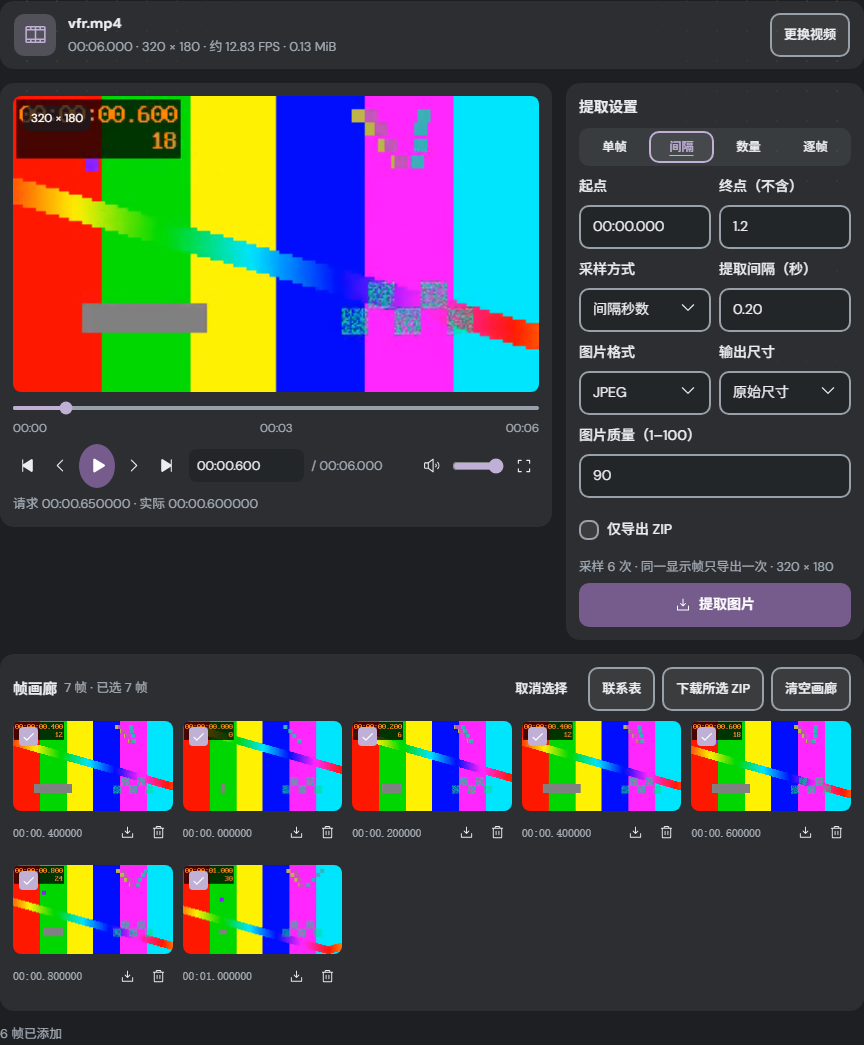 vfr.mp4
00:06.000 · 320 × 180 · 约 12.83 FPS · 0.13 MiB
更换视频
320 × 180
:00.600
18
00:00
00:03
00:06
00:00.600
/ 00:06.000
请求 00:00.650000 · 实际 00:00.600000
提取设置
单帧
间隔
数量
逐帧
起点
终点（不含）
00:00.000
1.2
采样方式
提取间隔（秒）
间隔秒数
0.20
图片格式
输出尺寸
JPEG
原始尺寸
图片质量（1–100）
90
仅导出 ZIP
采样 6 次 · 同一显示帧只导出一次 · 320 × 180
提取图片
帧画廊
7 帧 · 已选 7 帧
取消选择
联系表
下载所选 ZIP
清空画廊
00:00.400000
00:00.000000
00:00.200000
00:00.400000
00:00.600000
00:00.800000
00:01.000000
6 帧已添加